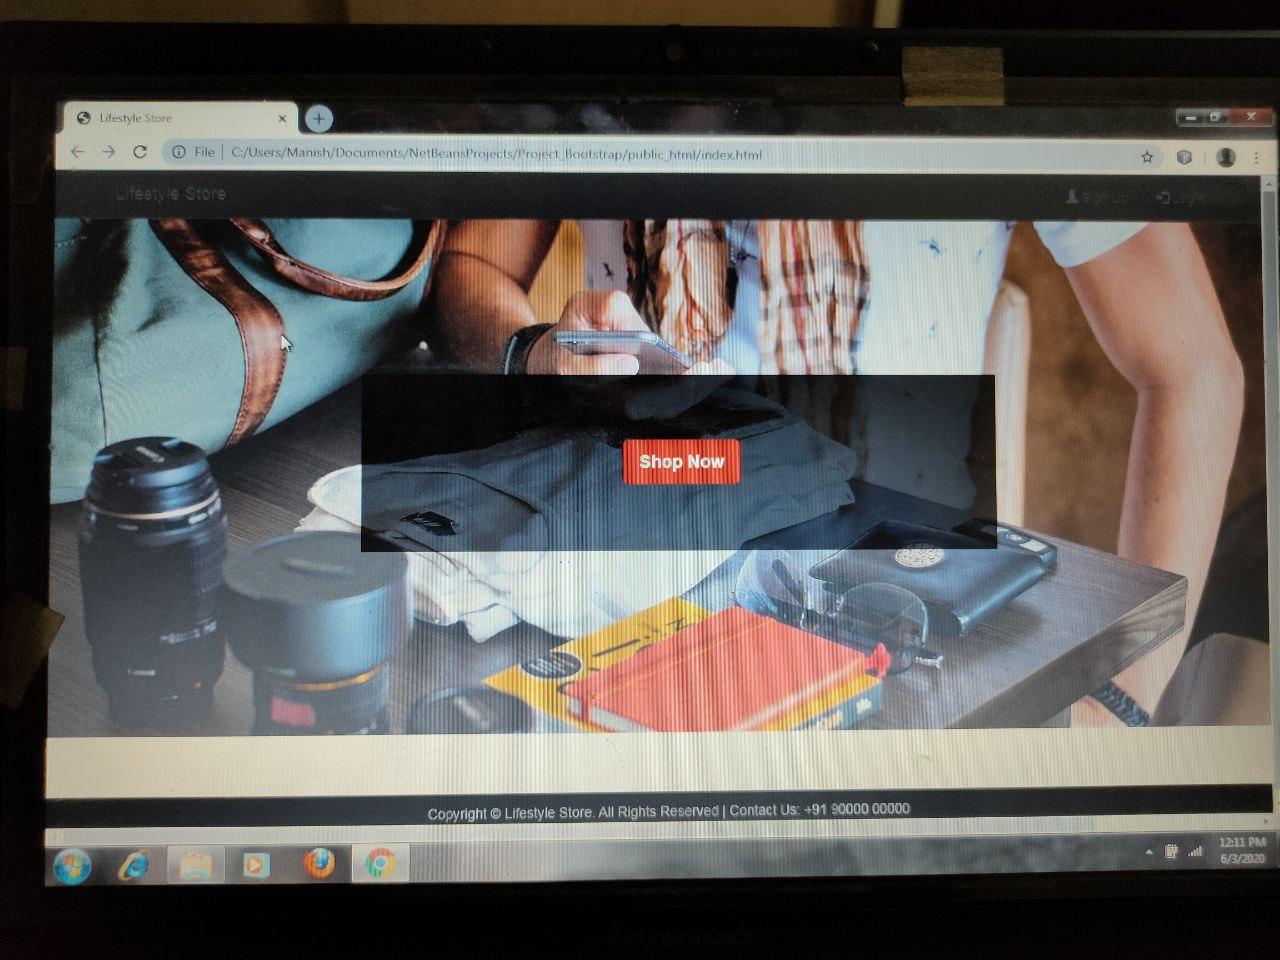 Lifestyle Store
File | C:/Users/Manish/Documents/NetBeansProjects/Project_Bootstrap/public_html/index.html
Lifestyle Store
Sign Up Login
Shop Now
Copyright © Lifestyle Store. All Rights Reserved | Contact Us: +91 90000 00000
12:11 PM
6/3/2020
lenovo